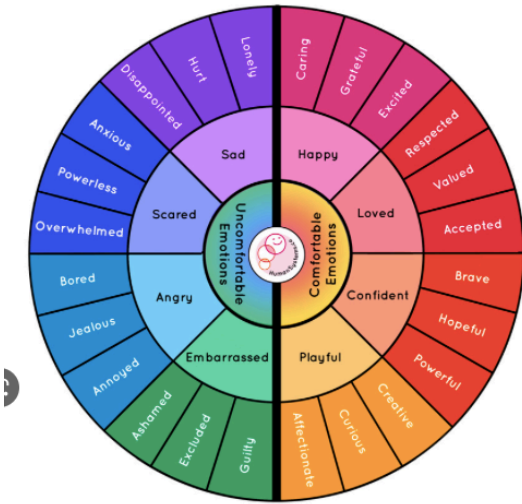 Lonely
Hurt
Disappointed
Anxious
Powerless
Overwhelmed
Bored
Jealous
Annoyed
Ashamed
Excluded
Guilty
Sad
Scared
Angry
Embarrassed
Uncomfortable
Emotions
HumanSystems
Comfortable
Emotions
Happy
Loved
Confident
Playful
Caring
Grateful
Excited
Respected
Valued
Accepted
Brave
Hopeful
Powerful
Creative
Curious
Affectionate